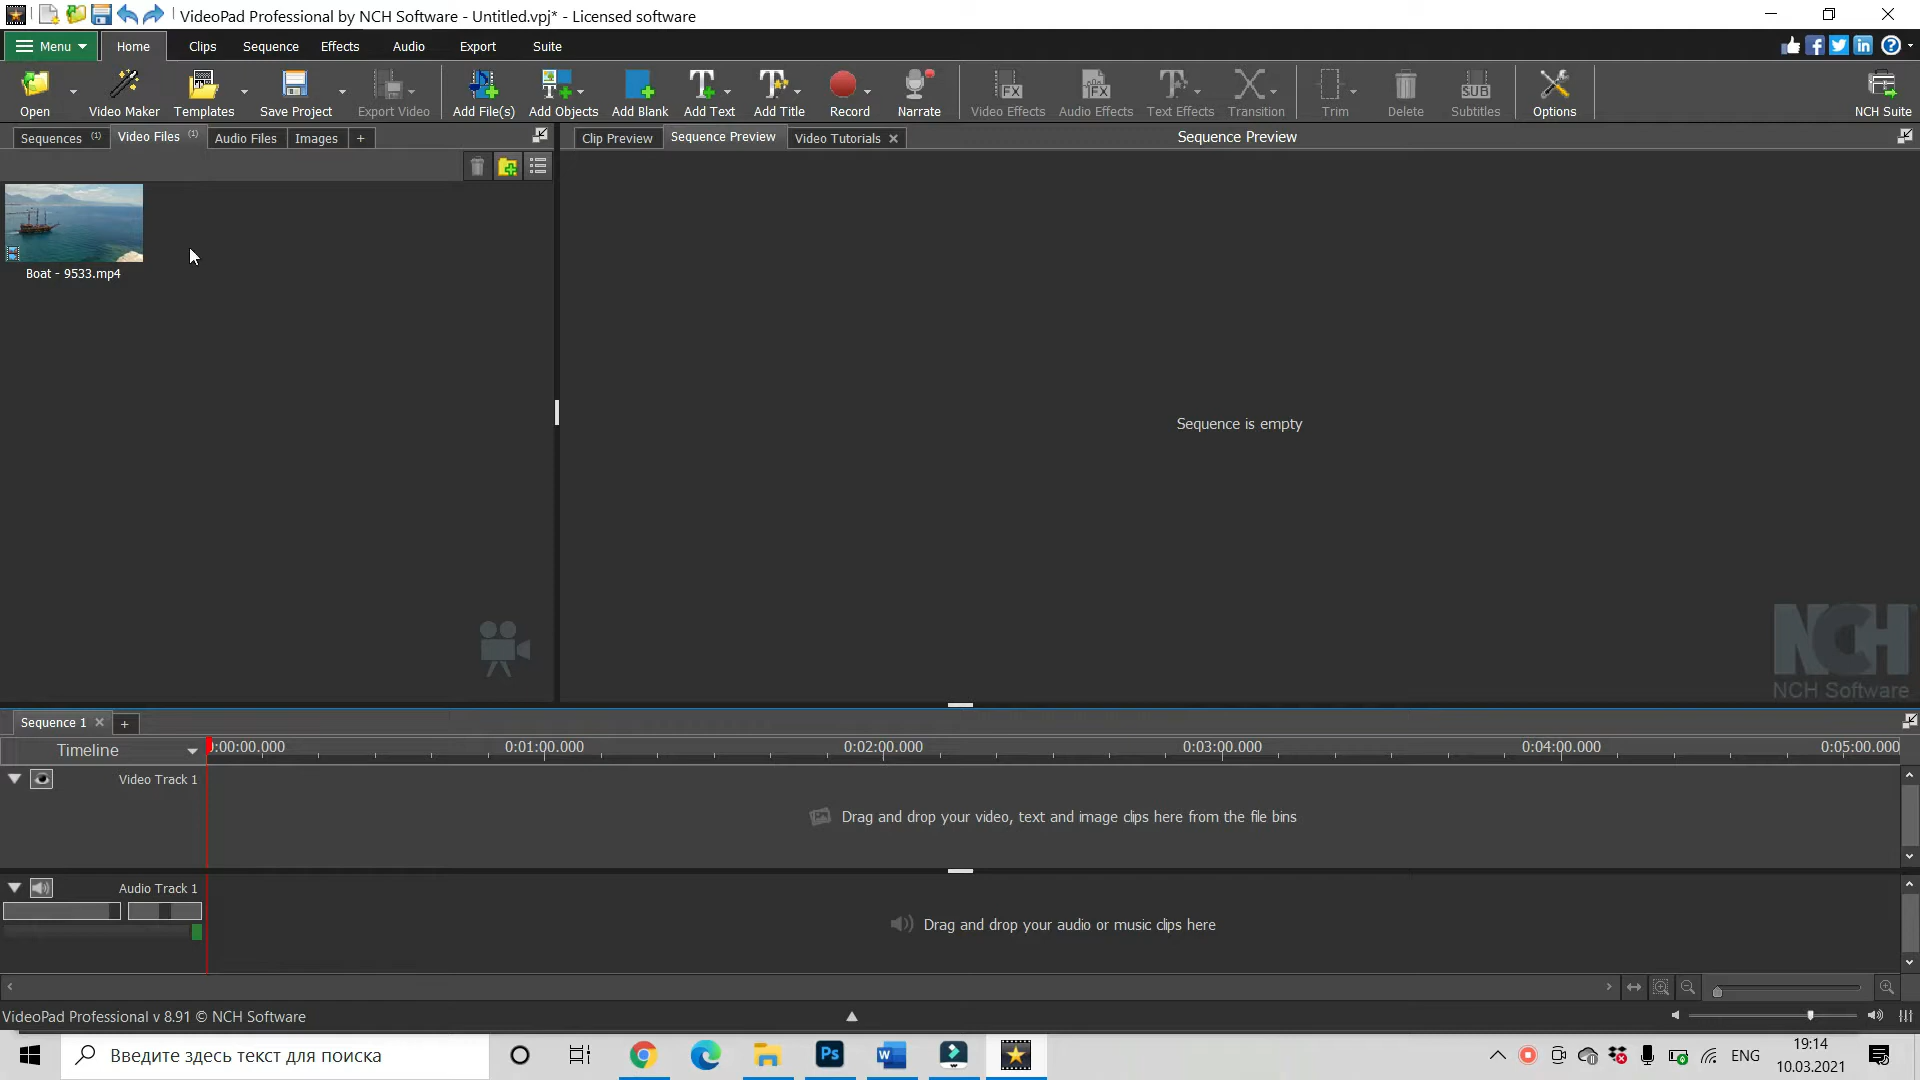 VideoPad Professional by NCH Software - Untitled.vpj* - Licensed software
Menu Home Clips Sequence Effects Audio Export Suite
Open Video Maker Templates Save Project Export Video Add File(s) Add Objects Add Blank Add Text Add Title Record Narrate Video Effects Audio Effects Text Effects Transition Trim Delete Subtitles Options NCH Suite
Sequences (1) Video Files (1) Audio Files Images + Clip Preview Sequence Preview Video Tutorials Sequence Preview
Boat - 9533.mp4
Sequence is empty
NCH
NCH Software
Sequence 1 +
Timeline 0:00:00.000 0:01:00.000 0:02:00.000 0:03:00.000 0:04:00.000 0:05:00.000
Video Track 1
Drag and drop your video, text and image clips here from the file bins
Audio Track 1
Drag and drop your audio or music clips here
VideoPad Professional v 8.91 © NCH Software
Введите здесь текст для поиска Ps W ENG 19:14
10.03.2021